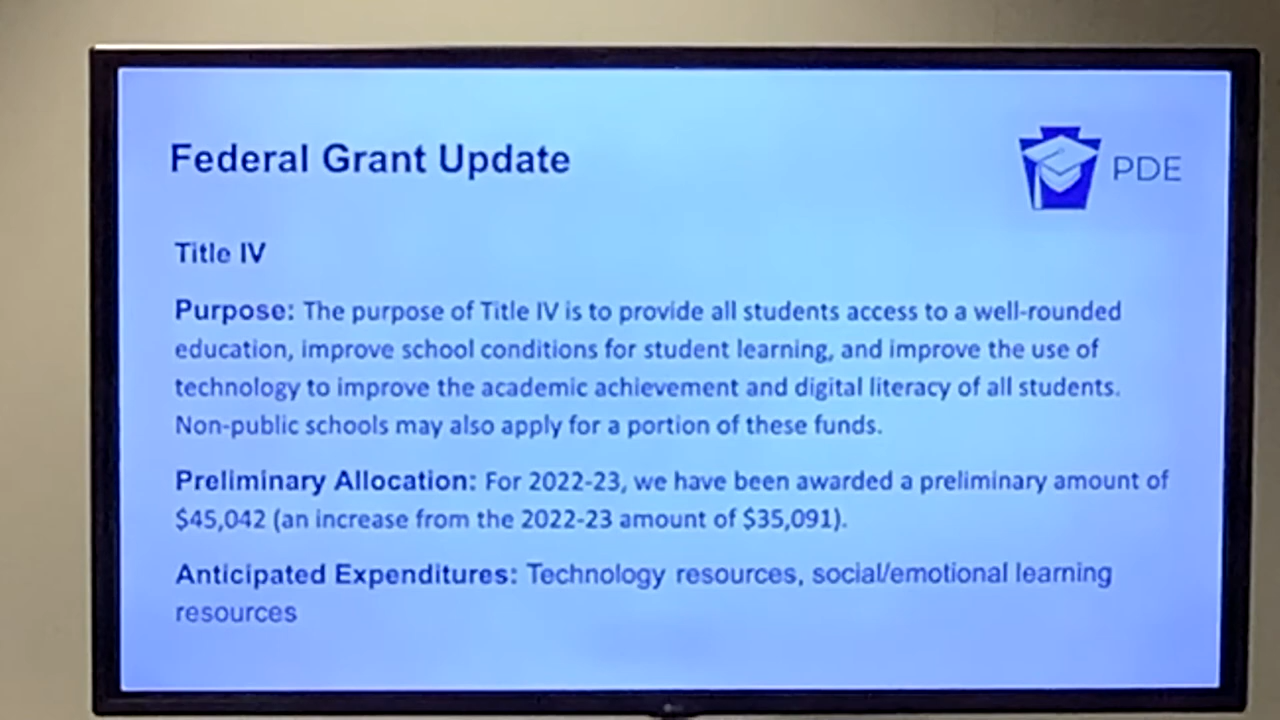 Federal Grant Update
PDE
Title IV
Purpose: The purpose of Title IV is to provide all students access to a well-rounded
education, improve school conditions for student learning, and improve the use of
technology to improve the academic achievement and digital literacy of all students.
Non-public schools may also apply for a portion of these funds.
Preliminary Allocation: For 2022-23, we have been awarded a preliminary amount of
$45,042 (an increase from the 2022-23 amount of $35,091).
Anticipated Expenditures: Technology resources, social/emotional learning
resources